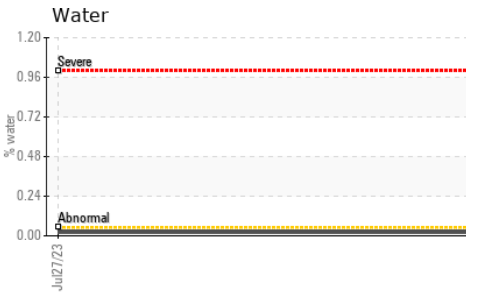 Water
1.20
Severe
0.96
0.72
% water
0.48
0.24
Abnormal
0.00
Jul27/23